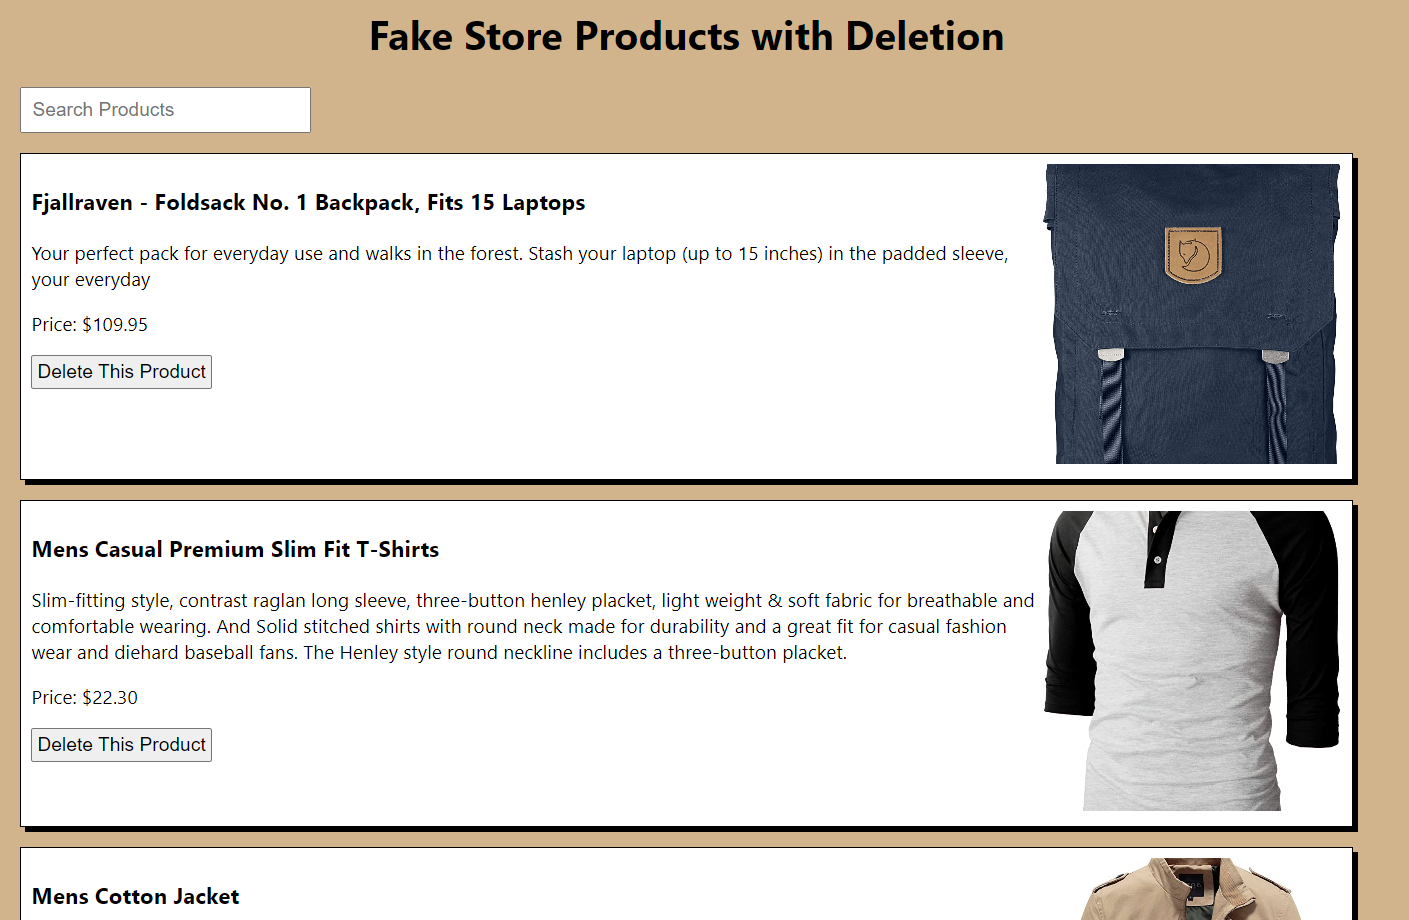 Fake Store Products with Deletion
Search Products
Fjallraven - Foldsack No. 1 Backpack, Fits 15 Laptops
Your perfect pack for everyday use and walks in the forest. Stash your laptop (up to 15 inches) in the padded sleeve,
your everyday
Price: $109.95
Delete This Product
Mens Casual Premium Slim Fit T-Shirts
Slim-fitting style, contrast raglan long sleeve, three-button henley placket, light weight & soft fabric for breathable and
comfortable wearing. And Solid stitched shirts with round neck made for durability and a great fit for casual fashion
wear and diehard baseball fans. The Henley style round neckline includes a three-button placket.
Price: $22.30
Delete This Product
Mens Cotton Jacket